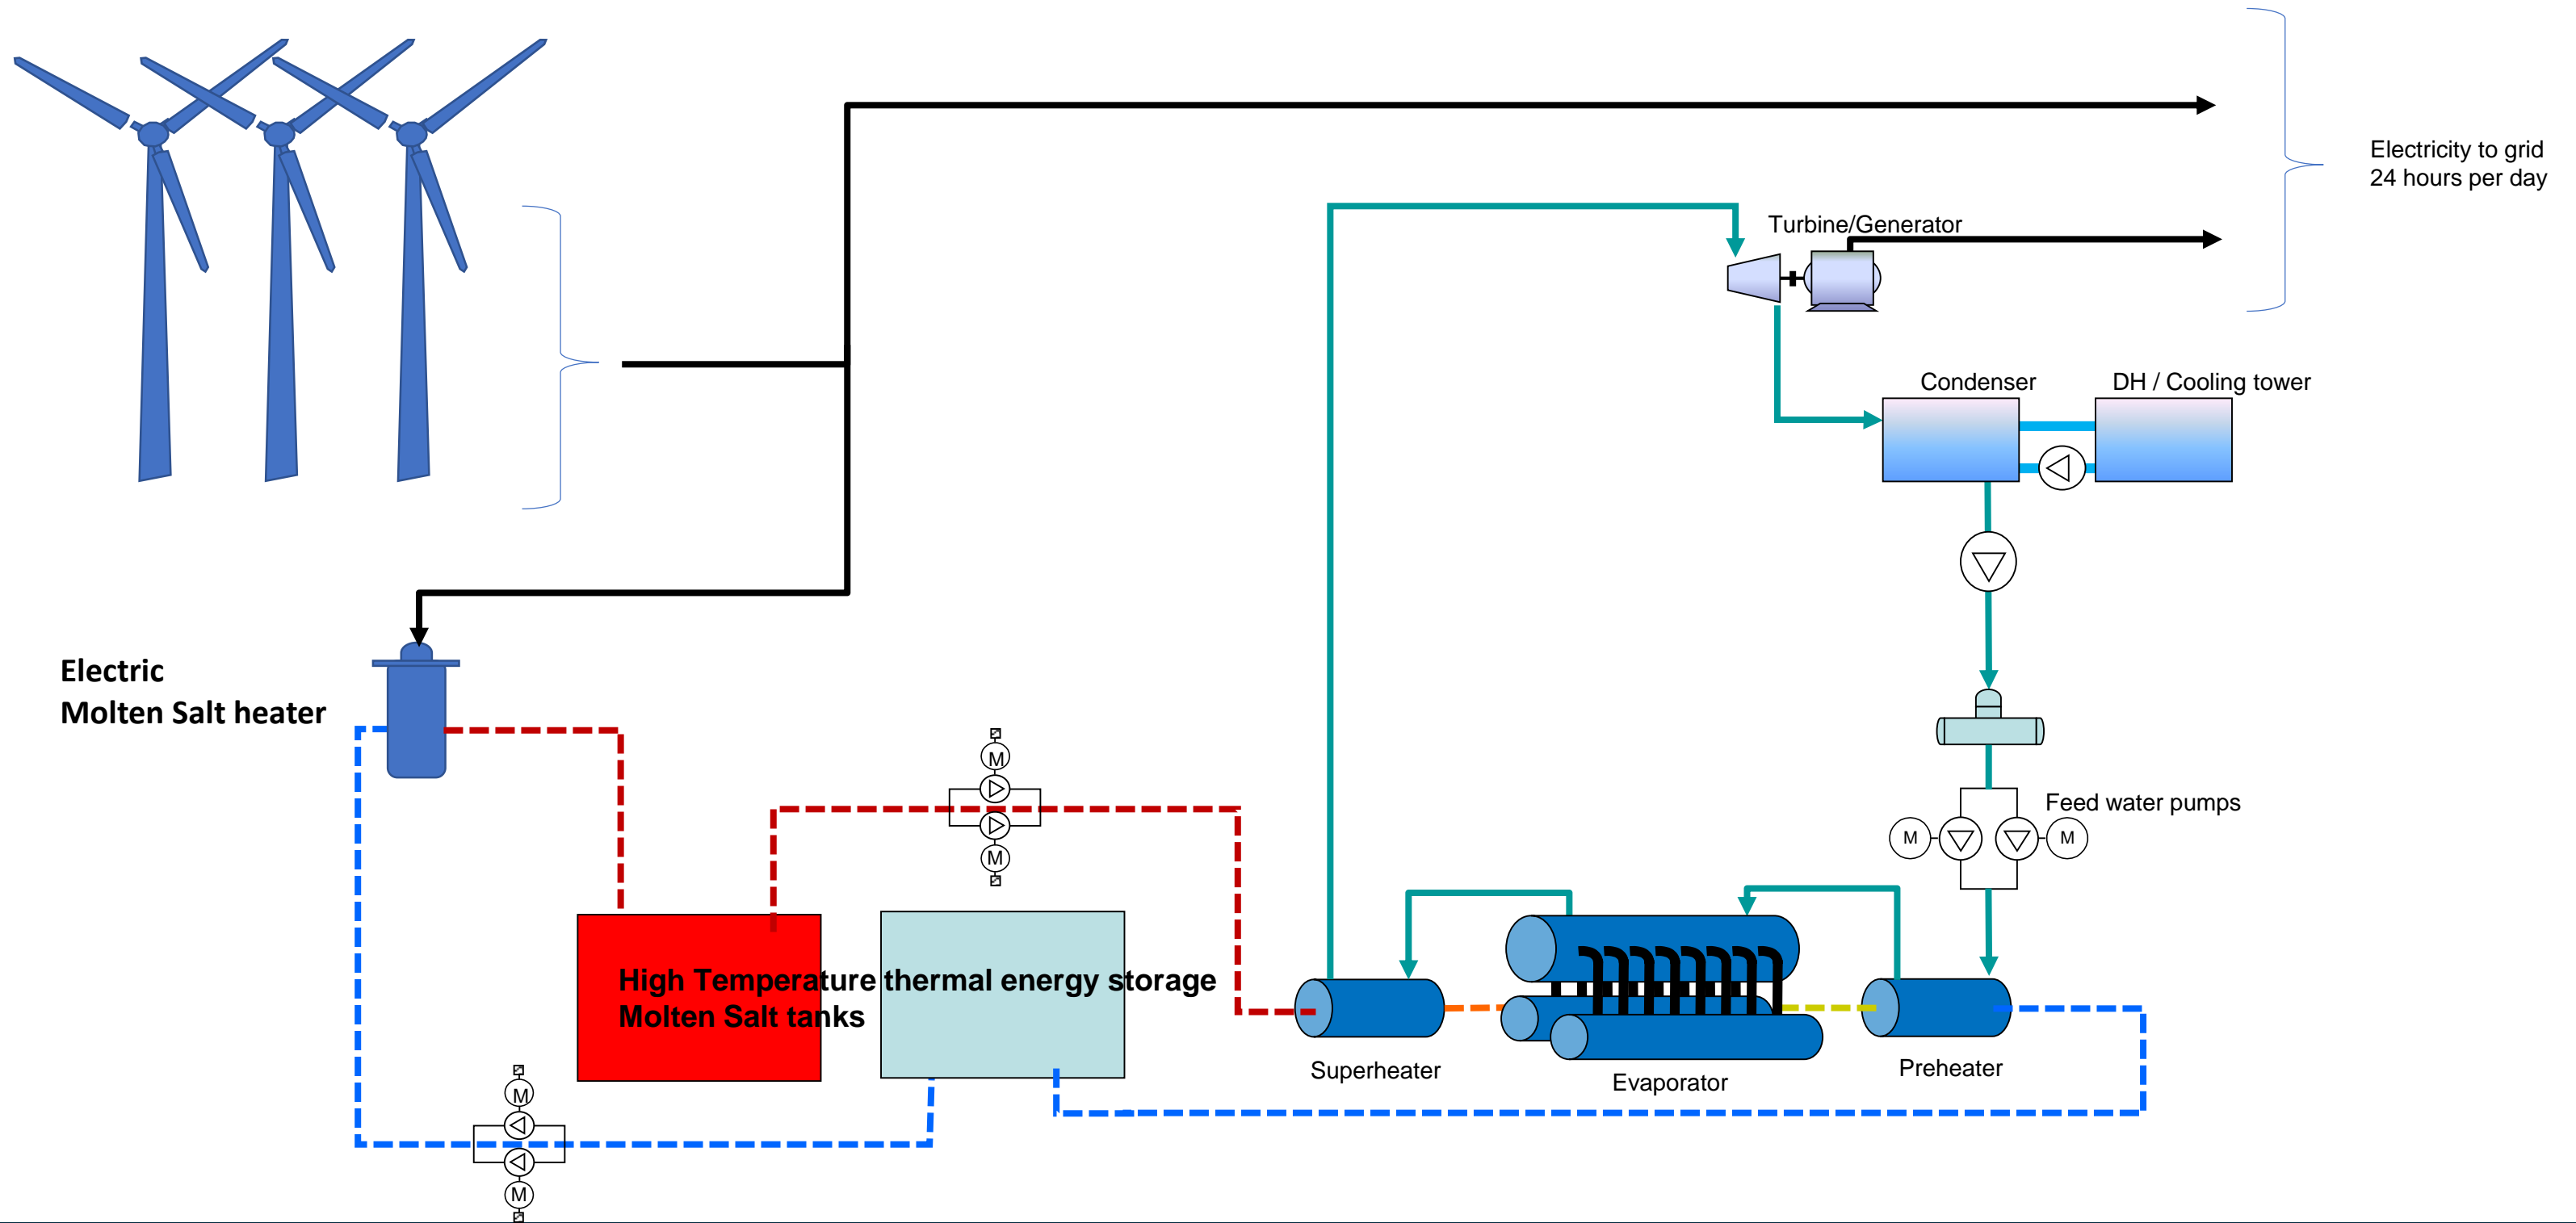 Electricity to grid
24 hours per day
Turbine/Generator
Condenser
DH / Cooling tower
Electric
Molten Salt heater
M
M
Feed water pumps
M
M
High Temperature thermal energy storage
Molten Salt tanks
Superheater
Evaporator
Preheater
M
M